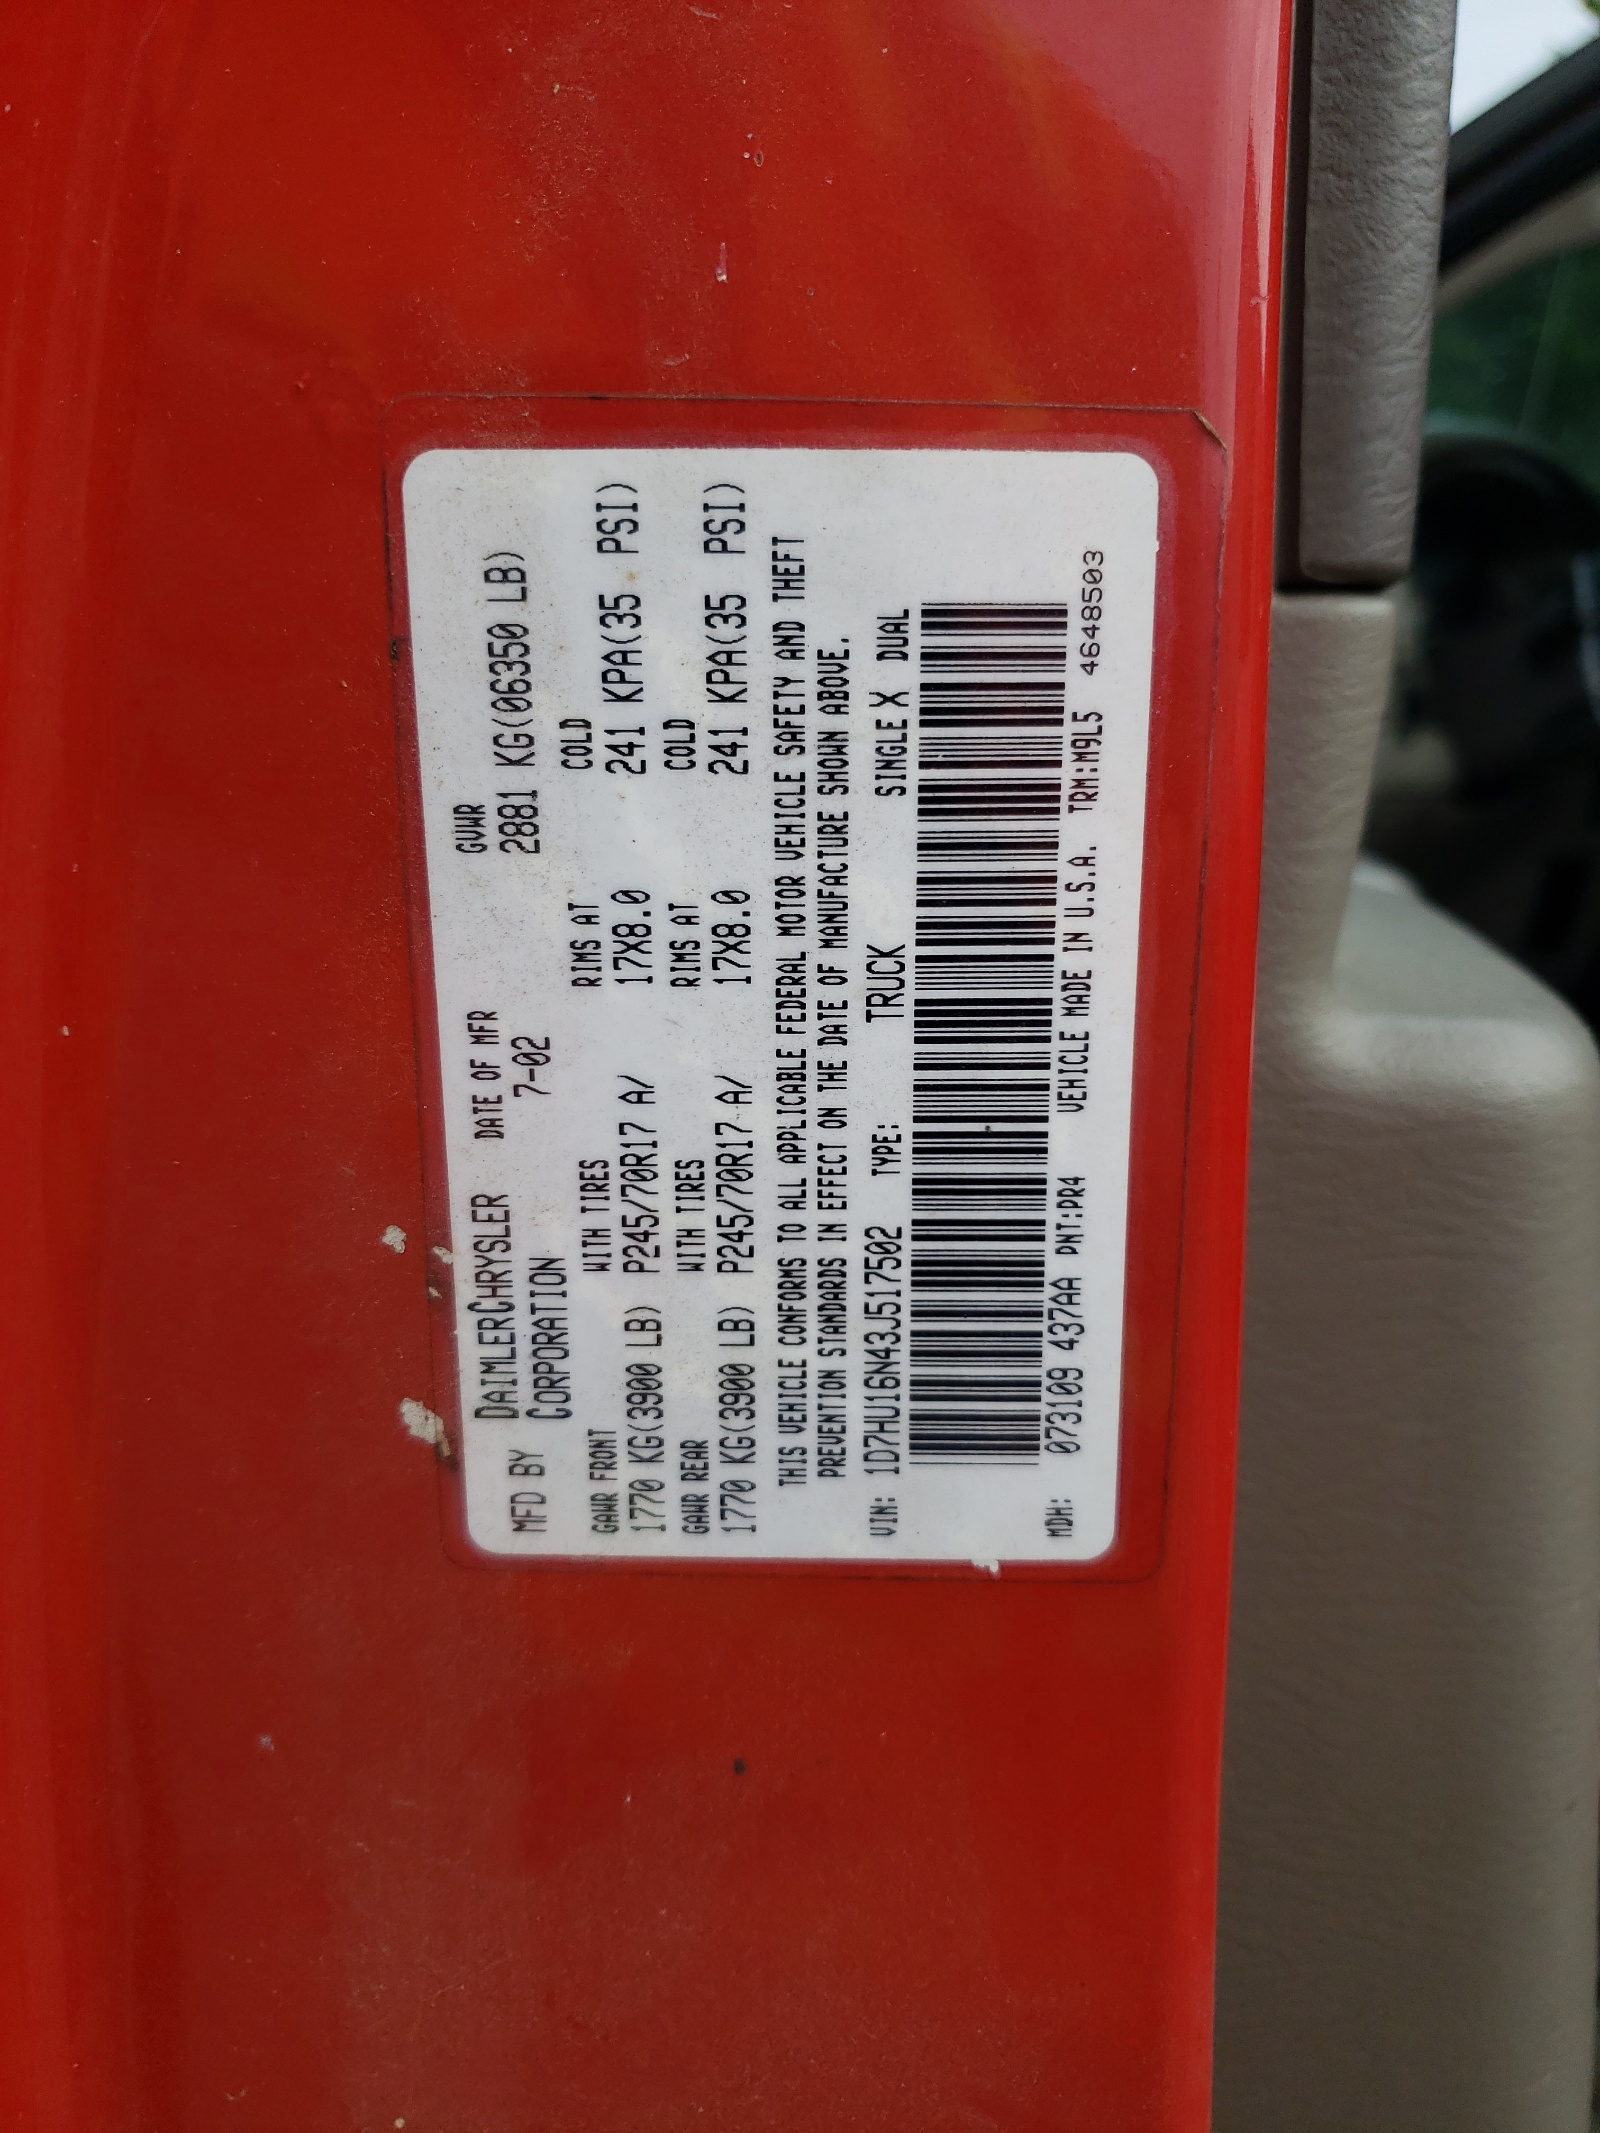 MFD BY DAIMLERCHRYSLER CORPORATION
DATE OF MFR 7-02
GVWR 2881 KG(06350 LB)
GAWR FRONT WITH TIRES RIMS AT COLD
1770 KG(3900 LB) P245/70R17 A/ 17X8.0 241 KPA(35 PSI)
GAWR REAR WITH TIRES RIMS AT COLD
1770 KG(3900 LB) P245/70R17 A/ 17X8.0 241 KPA(35 PSI)
THIS VEHICLE CONFORMS TO ALL APPLICABLE FEDERAL MOTOR VEHICLE SAFETY AND THEFT
PREVENTION STANDARDS IN EFFECT ON THE DATE OF MANUFACTURE SHOWN ABOVE.
VIN: 1D7HU16N43J517502 TYPE: TRUCK SINGLE X DUAL
MDH: 073109 437AA PNT:PR4 VEHICLE MADE IN U.S.A. TRM:M9L5 4648503